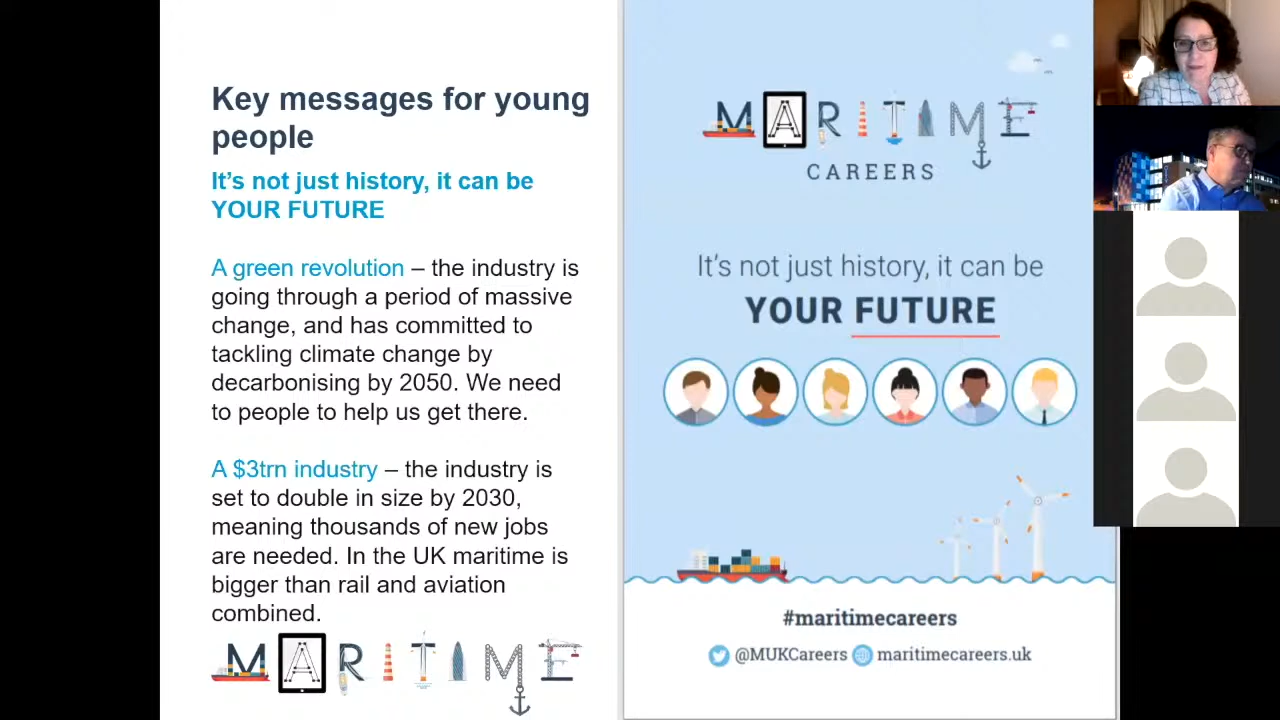 Key messages for young
people
It's not just history, it can be
YOUR FUTURE
A green revolution – the industry is
going through a period of massive
change, and has committed to
tackling climate change by
decarbonising by 2050. We need
to people to help us get there.
A $3trn industry – the industry is
set to double in size by 2030,
meaning thousands of new jobs
are needed. In the UK maritime is
bigger than rail and aviation
combined.
MARITIME
MARITIME
CAREERS
It's not just history, it can be
YOUR FUTURE
#maritimecareers
@MUKCareers maritimecareers.uk